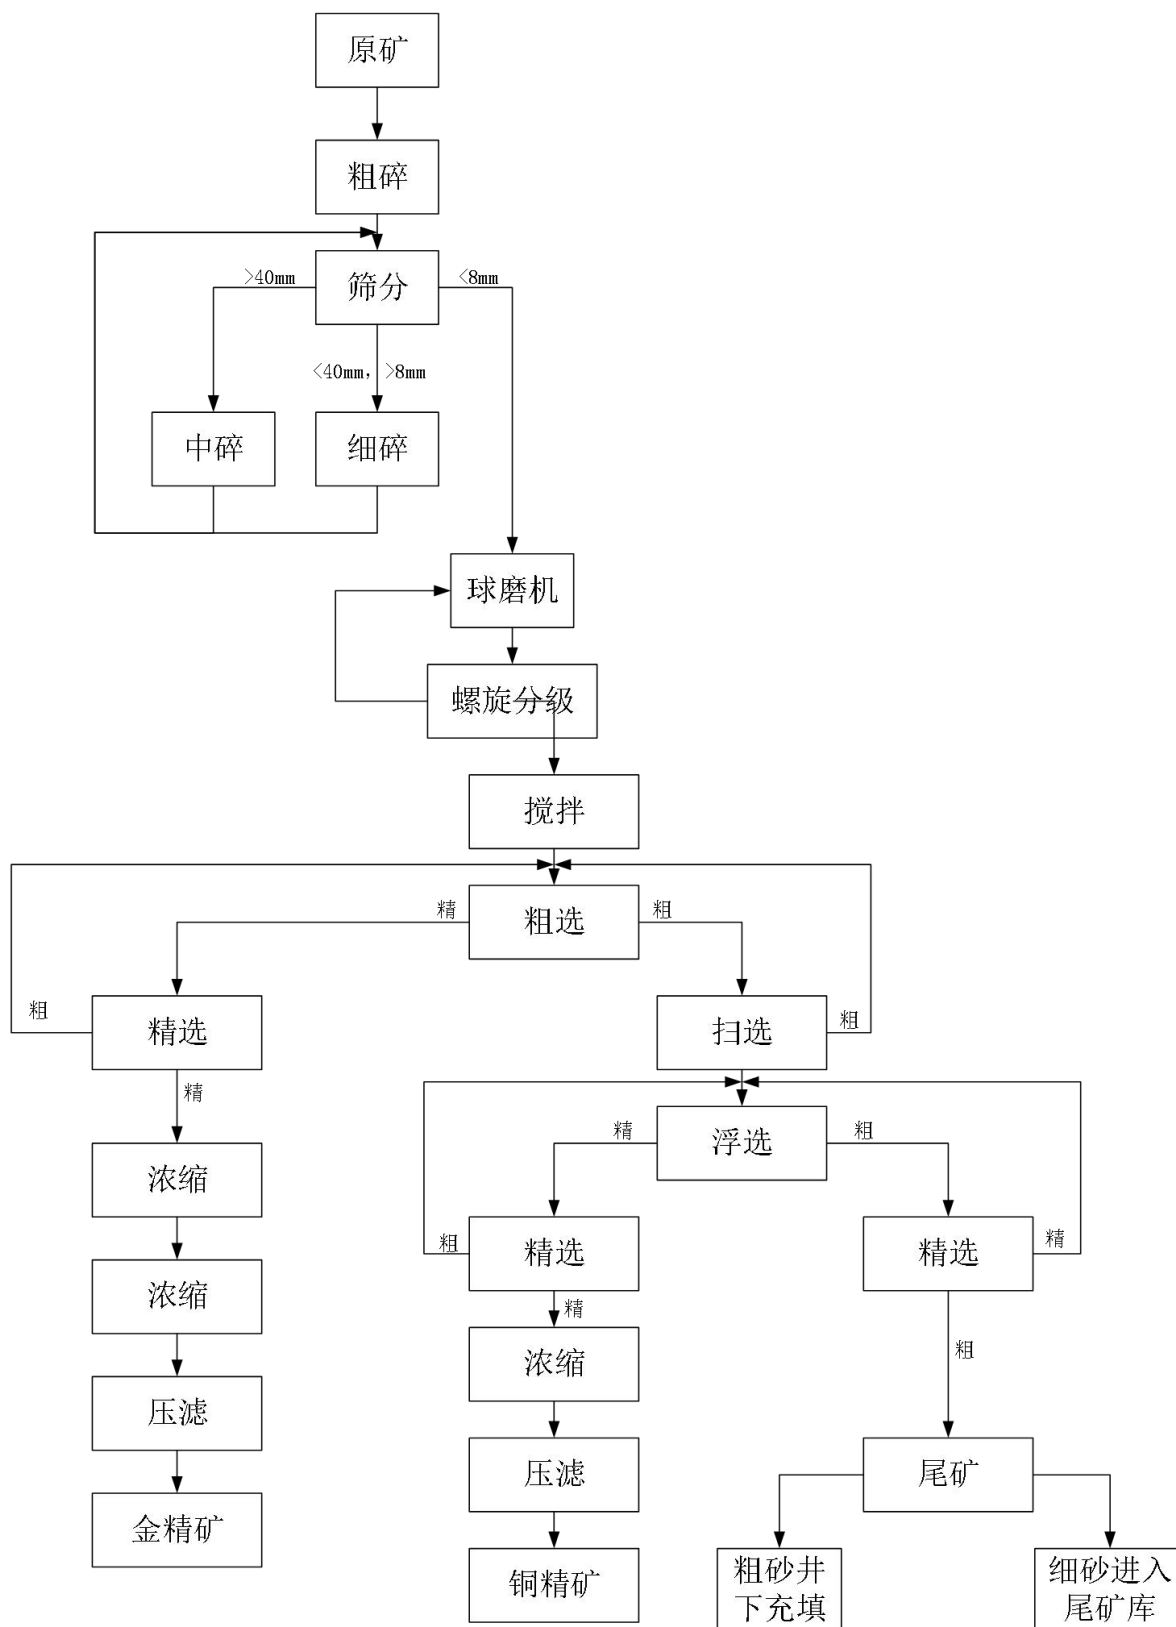 原矿
粗碎
筛分
>40mm
<8mm
<40mm, >8mm
中碎
细碎
球磨机
螺旋分级
搅拌
粗选
精
粗
精选
粗
扫选
粗
精
浮选
精
粗
浓缩
精选
粗
精选
精
精
浓缩
浓缩
粗
压滤
压滤
尾矿
金精矿
铜精矿
粗砂井
下充填
细砂进入
尾矿库